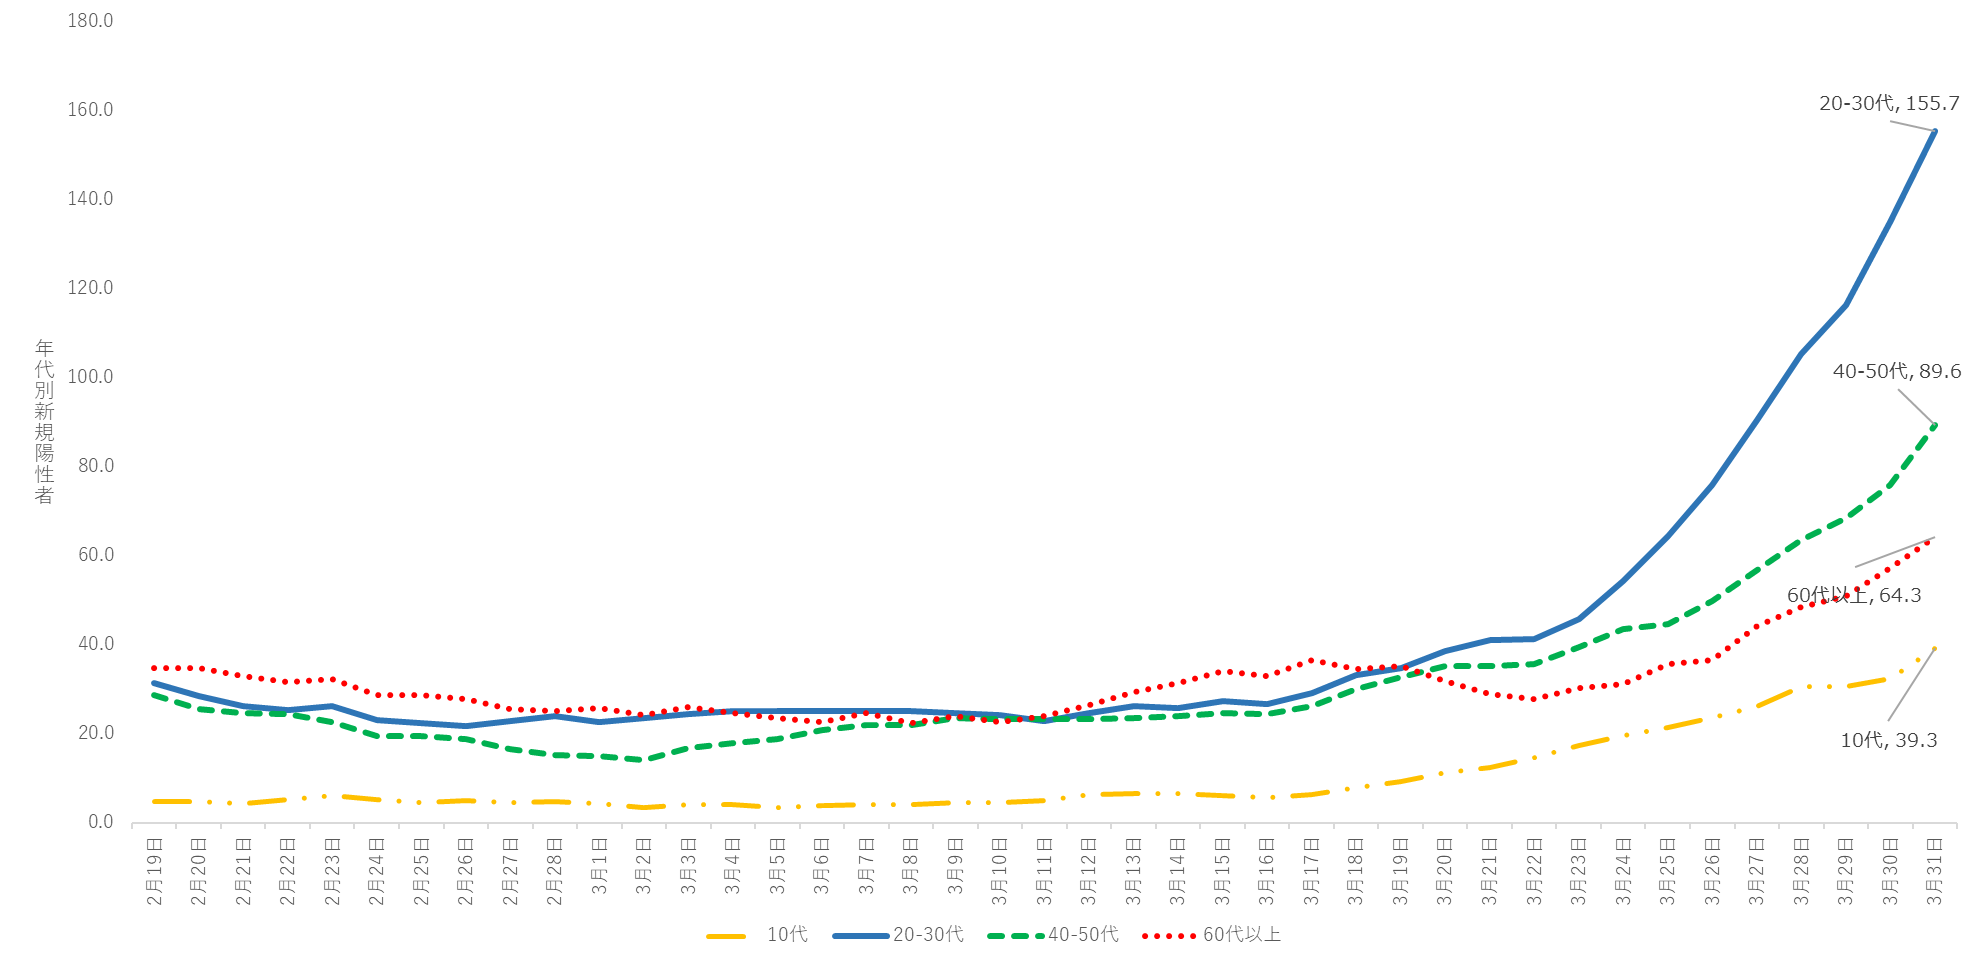 180.0
160.0
140.0
120.0
100.0
80.0
60.0
40.0
20.0
0.0
年代別新規陽性者
20-30代, 155.7
40-50代, 89.6
60代以上, 64.3
10代, 39.3
2月19日
2月20日
2月21日
2月22日
2月23日
2月24日
2月25日
2月26日
2月27日
2月28日
3月1日
3月2日
3月3日
3月4日
3月5日
3月6日
3月7日
3月8日
3月9日
3月10日
3月11日
3月12日
3月13日
3月14日
3月15日
3月16日
3月17日
3月18日
3月19日
3月20日
3月21日
3月22日
3月23日
3月24日
3月25日
3月26日
3月27日
3月28日
3月29日
3月30日
3月31日
10代 20-30代 40-50代 60代以上